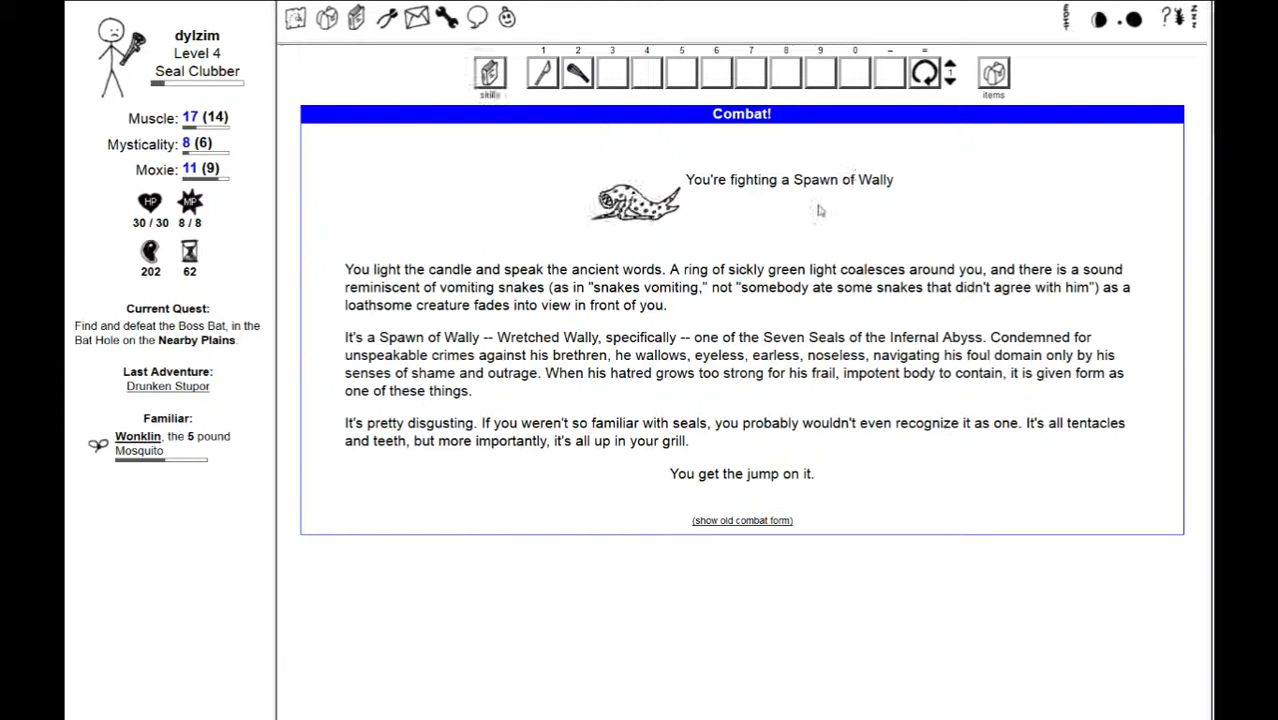 dylzim
Level 4
Seal Clubber
Muscle: 17 (14)
Mysticality: 8 (6)
Moxie: 11 (9)
HP
MP
30 / 30 8 / 8
202 62
Current Quest:
Find and defeat the Boss Bat, in the
Bat Hole on the Nearby Plains.
Last Adventure:
Drunken Stupor
Familiar:
Wonklin, the 5 pound
Mosquito
1 2 3 4 5 6 7 8 9 0 – =
1
skills
items
Combat!
You're fighting a Spawn of Wally
You light the candle and speak the ancient words. A ring of sickly green light coalesces around you, and there is a sound
reminiscent of vomiting snakes (as in "snakes vomiting," not "somebody ate some snakes that didn't agree with him") as a
loathsome creature fades into view in front of you.
It's a Spawn of Wally -- Wretched Wally, specifically -- one of the Seven Seals of the Infernal Abyss. Condemned for
unspeakable crimes against his brethren, he wallows, eyeless, earless, noseless, navigating his foul domain only by his
senses of shame and outrage. When his hatred grows too strong for his frail, impotent body to contain, it is given form as
one of these things.
It's pretty disgusting. If you weren't so familiar with seals, you probably wouldn't even recognize it as one. It's all tentacles
and teeth, but more importantly, it's all up in your grill.
You get the jump on it.
(show old combat form)